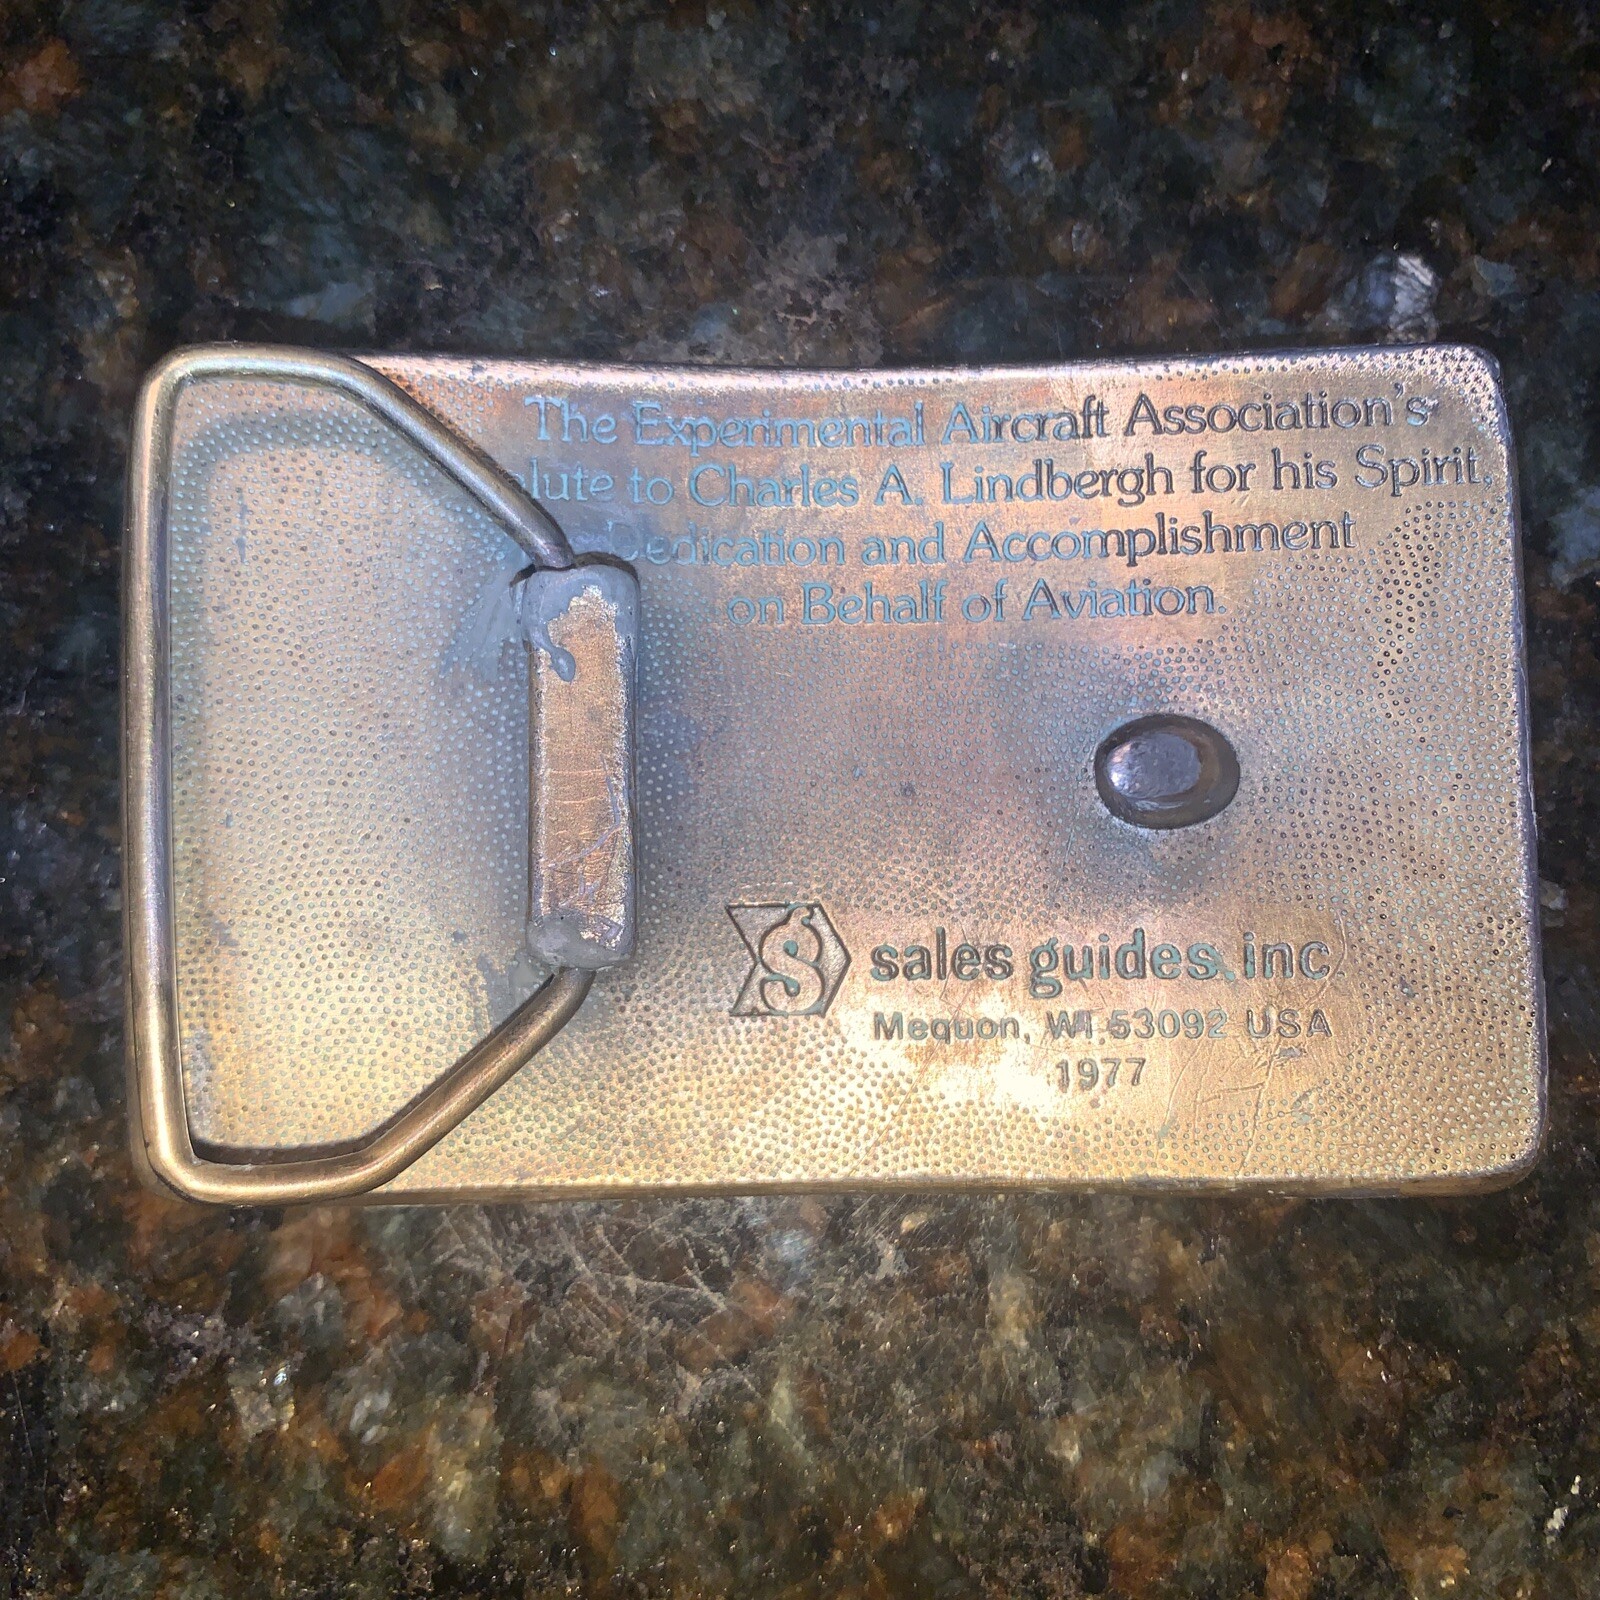 The Experimental Aircraft Association's
alute to Charles A. Lindbergh for his Spirit,
Dedication and Accomplishment
on Behalf of Aviation.
sales guides, inc
Mequon, WI 53092 USA
1977